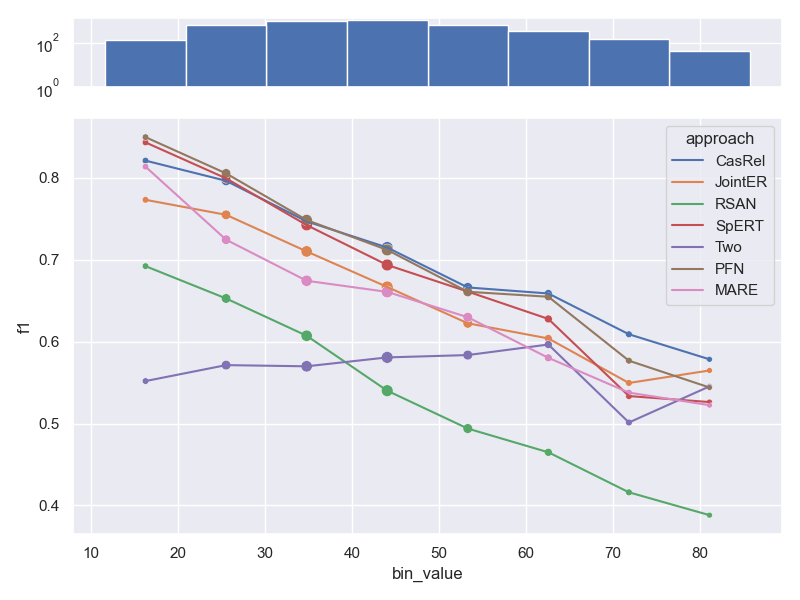 10²
10⁰
approach
CasRel
JointER
RSAN
SpERT
Two
PFN
MARE
0.8
0.7
0.6
0.5
0.4
f1
10 20 30 40 50 60 70 80
bin_value